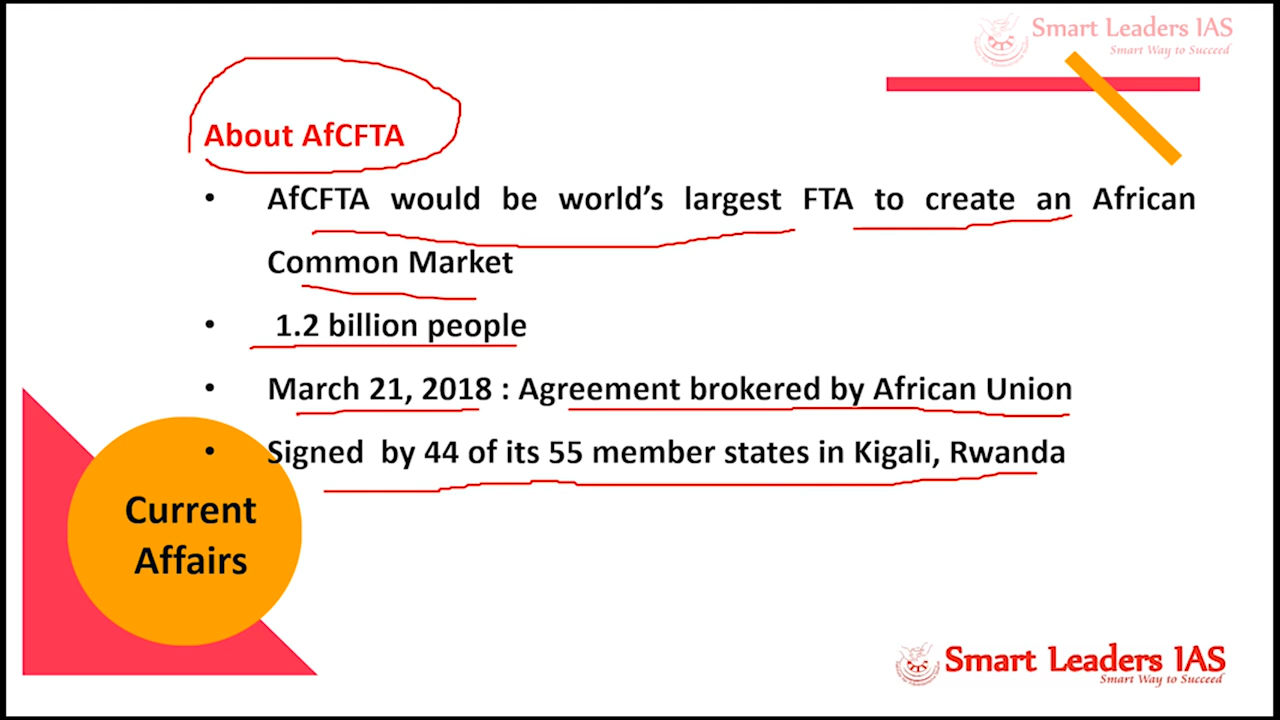 Smart Leaders IAS
Smart Way to Succeed
About AfCFTA
• AfCFTA would be world's largest FTA to create an African
Common Market
• 1.2 billion people
• March 21, 2018 : Agreement brokered by African Union
• Signed by 44 of its 55 member states in Kigali, Rwanda
Current
Affairs
Smart Leaders IAS
Smart Way to Succeed